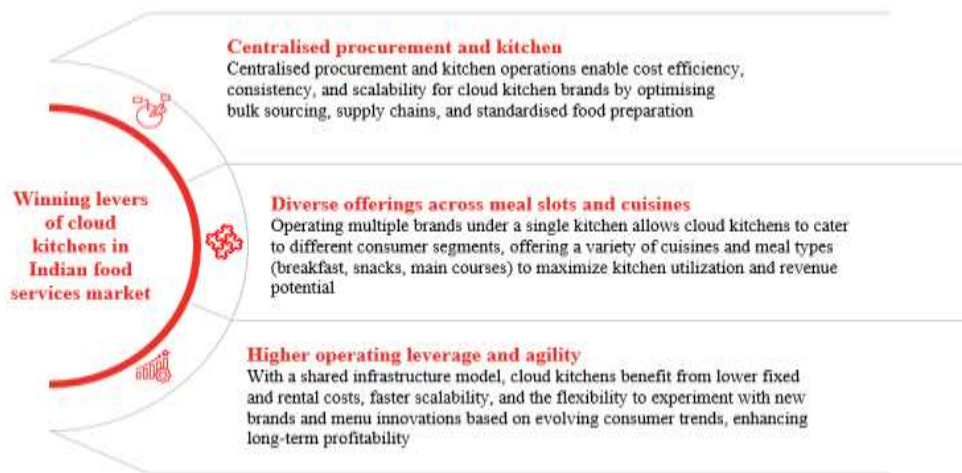 Centralised procurement and kitchen
Centralised procurement and kitchen operations enable cost efficiency,
consistency, and scalability for cloud kitchen brands by optimising
bulk sourcing, supply chains, and standardised food preparation
Winning levers
of cloud
kitchens in
Indian food
services market
Diverse offerings across meal slots and cuisines
Operating multiple brands under a single kitchen allows cloud kitchens to cater
to different consumer segments, offering a variety of cuisines and meal types
(breakfast, snacks, main courses) to maximize kitchen utilization and revenue
potential
Higher operating leverage and agility
With a shared infrastructure model, cloud kitchens benefit from lower fixed
and rental costs, faster scalability, and the flexibility to experiment with new
brands and menu innovations based on evolving consumer trends, enhancing
long-term profitability